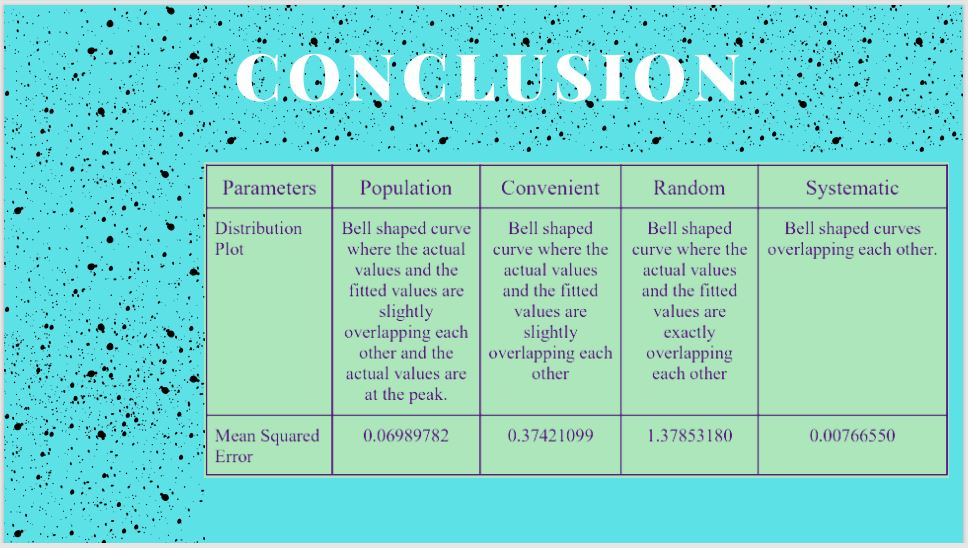 CONCLUSION
Parameters
Population
Convenient
Random
Systematic
Distribution
Plot
Bell shaped curve
where the actual
values and the
fitted values are
slightly
overlapping each
other and the
actual values are
at the peak.
Bell shaped
curve where the
actual values
and the fitted
values are
slightly
overlapping each
other
Bell shaped
curve where the
actual values
and the fitted
values are
exactly
overlapping
each other
Bell shaped curves
overlapping each other.
Mean Squared
Error
0.06989782
0.37421099
1.37853180
0.00766550